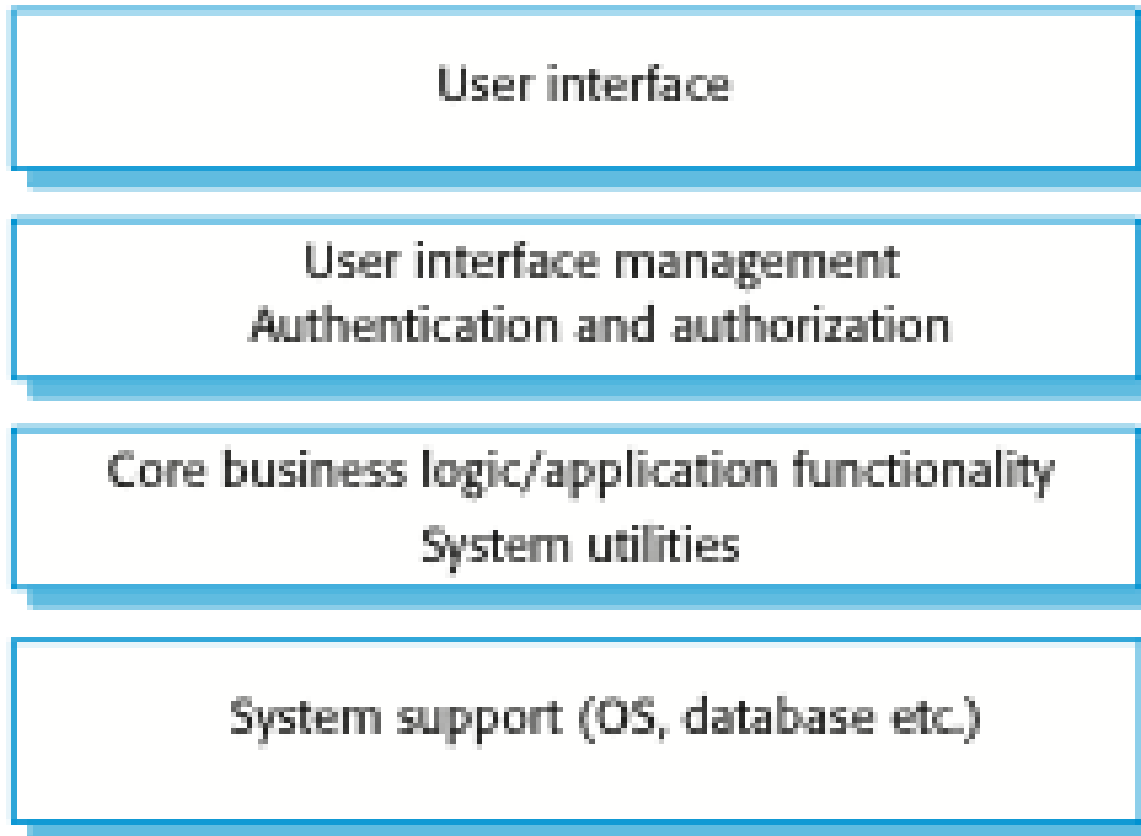 User interface
User interface management
Authentication and authorization
Core business logic/application functionality
System utilities
System support (OS, database etc.)